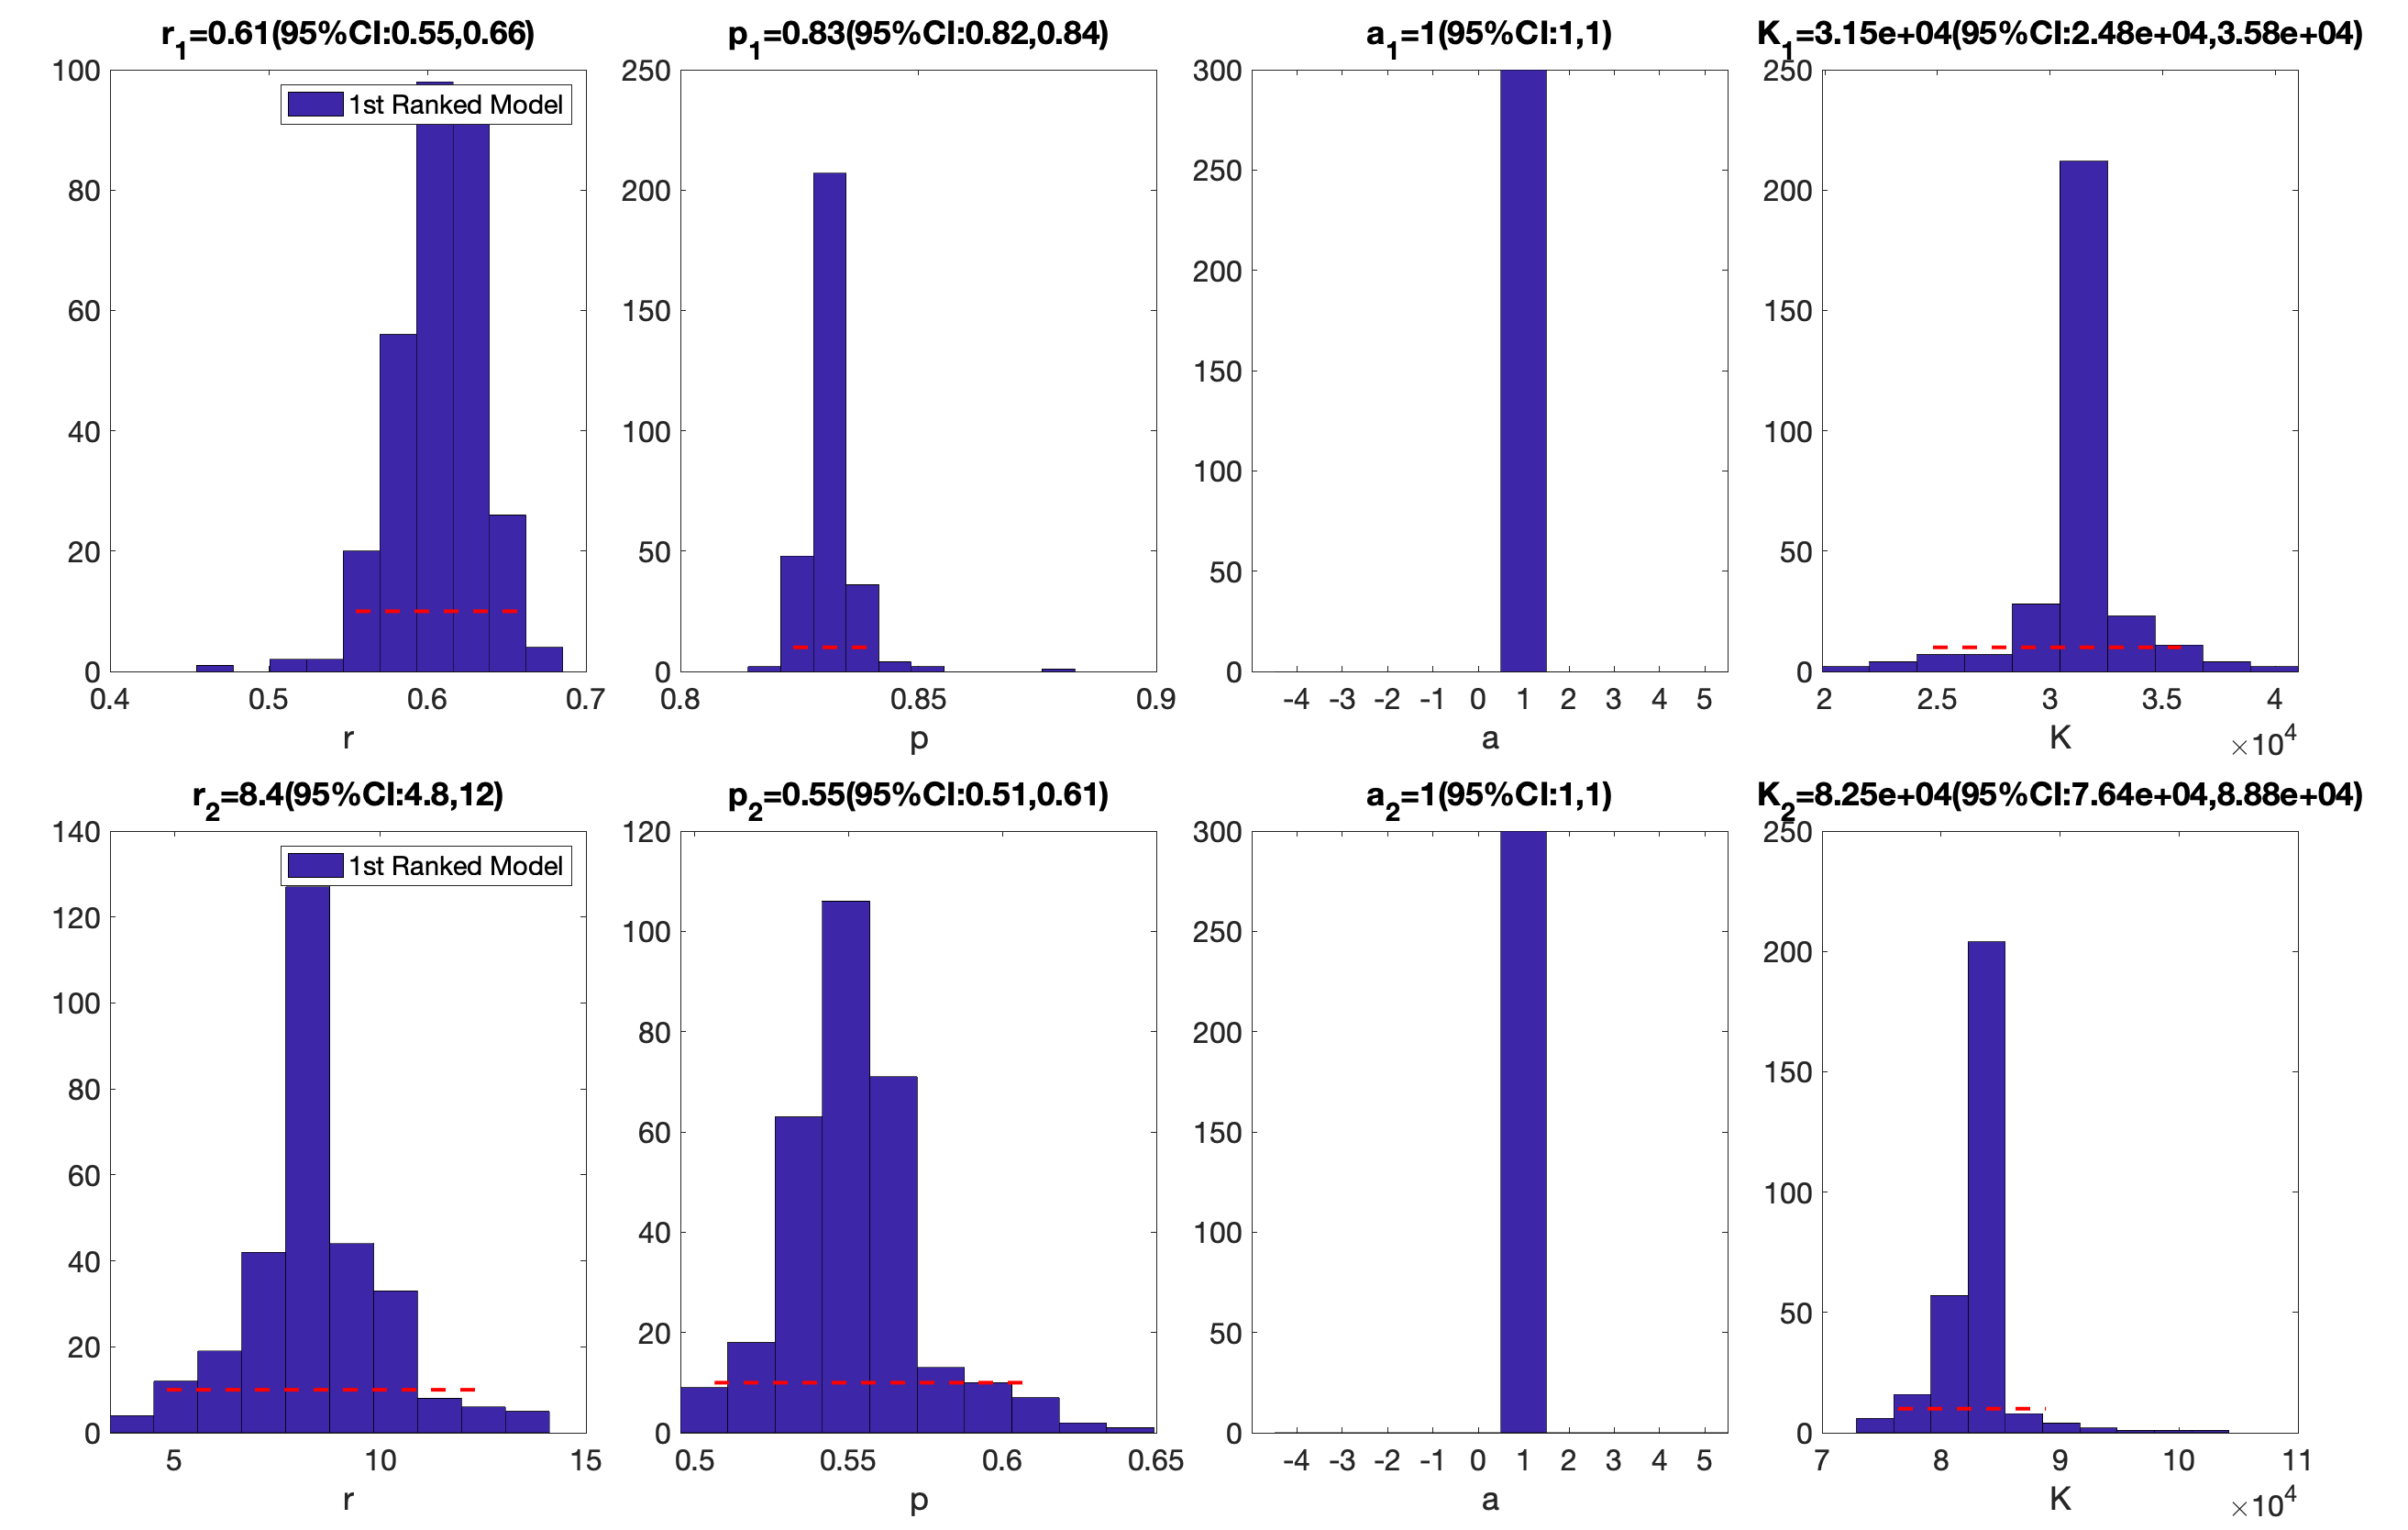 r1=0.61(95%CI:0.55,0.66)
100
80
60
40
20
0
1st Ranked Model
0.4 0.5 0.6 0.7
r
p1=0.83(95%CI:0.82,0.84)
250
200
150
100
50
0
0.8 0.85 0.9
p
a1=1(95%CI:1,1)
300
250
200
150
100
50
0
-4 -3 -2 -1 0 1 2 3 4 5
a
K1=3.15e+04(95%CI:2.48e+04,3.58e+04)
250
200
150
100
50
0
2 2.5 3 3.5 4
K
×10^4
r2=8.4(95%CI:4.8,12)
140
120
100
80
60
40
20
0
1st Ranked Model
5 10 15
r
p2=0.55(95%CI:0.51,0.61)
120
100
80
60
40
20
0
0.5 0.55 0.6 0.65
p
a2=1(95%CI:1,1)
300
250
200
150
100
50
0
-4 -3 -2 -1 0 1 2 3 4 5
a
K2=8.25e+04(95%CI:7.64e+04,8.88e+04)
250
200
150
100
50
0
7 8 9 10 11
K
×10^4